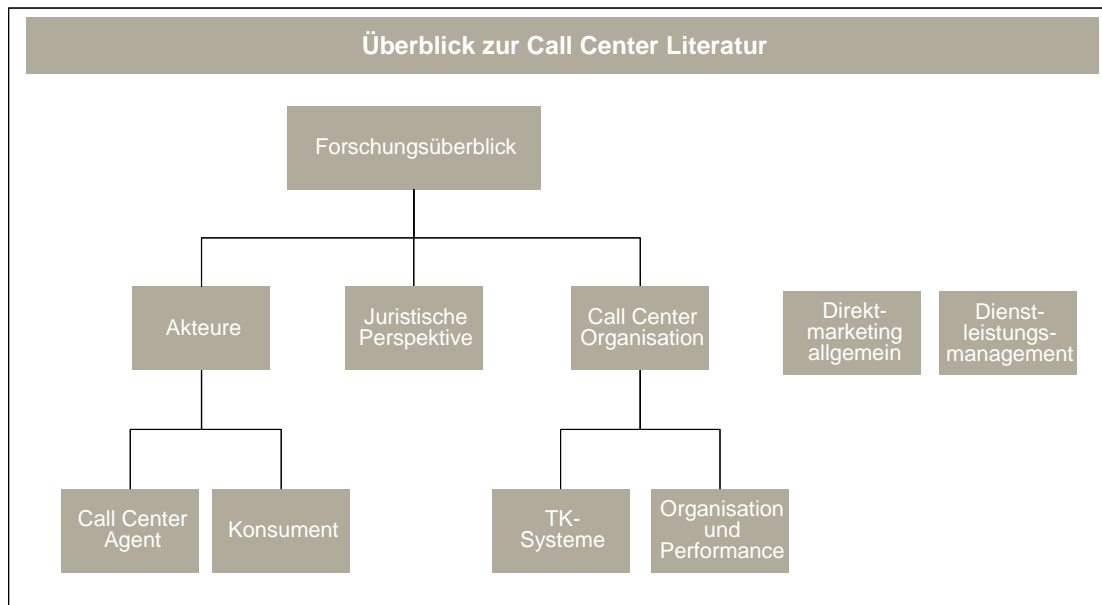 Überblick zur Call Center Literatur
Forschungsüberblick
Akteure
Juristische
Perspektive
Call Center
Organisation
Direkt-
marketing
allgemein
Dienst-
leistungs-
management
Call Center
Agent
Konsument
TK-
Systeme
Organisation
und
Performance